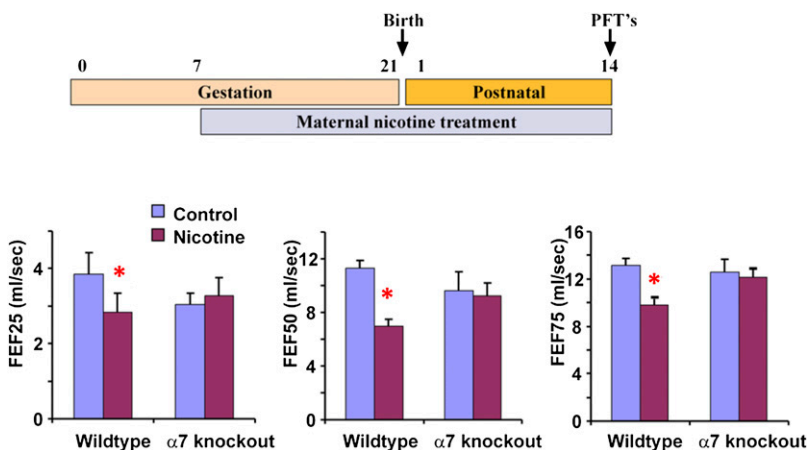 Birth
PFT's
0 7 21 1 14
Gestation
Postnatal
Maternal nicotine treatment
Control
Nicotine
FEF25 (ml/sec)
6
4
2
0
*
Wildtype α7 knockout
FEF50 (ml/sec)
12
8
4
0
*
Wildtype α7 knockout
FEF75 (ml/sec)
16
12
8
4
0
*
Wildtype α7 knockout